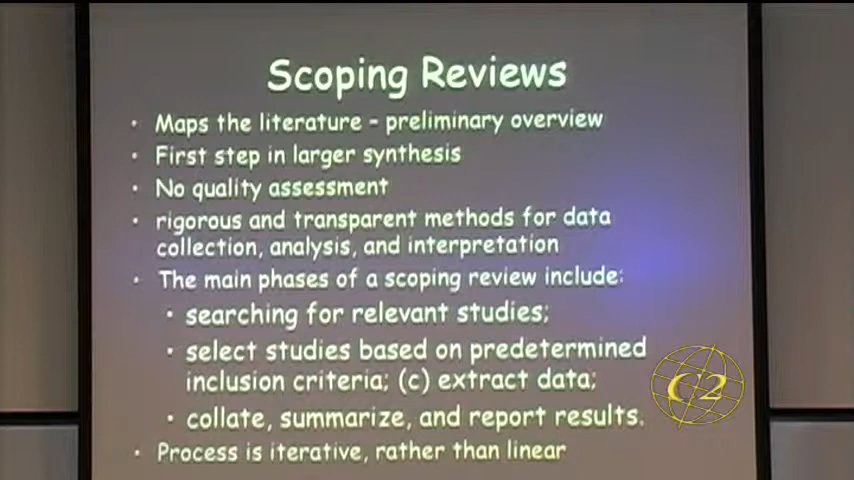 Scoping Reviews
• Maps the literature - preliminary overview
• First step in larger synthesis
• No quality assessment
• rigorous and transparent methods for data
collection, analysis, and interpretation
• The main phases of a scoping review include:
• searching for relevant studies;
• select studies based on predetermined
inclusion criteria; (c) extract data;
• collate, summarize, and report results.
• Process is iterative, rather than linear
C2